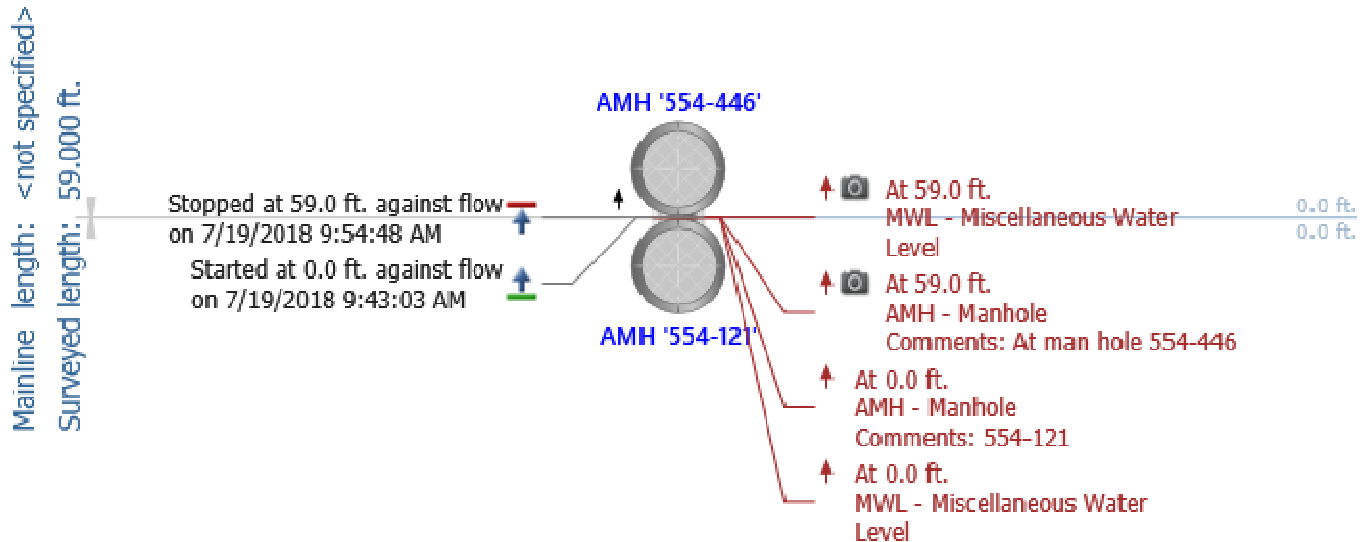 Mainline length: <not specified>
Surveyed length: 59.000 ft.
AMH '554-446'
Stopped at 59.0 ft. against flow
on 7/19/2018 9:54:48 AM
Started at 0.0 ft. against flow
on 7/19/2018 9:43:03 AM
AMH '554-121'
At 59.0 ft.
MWL - Miscellaneous Water
Level
At 59.0 ft.
AMH - Manhole
Comments: At man hole 554-446
At 0.0 ft.
AMH - Manhole
Comments: 554-121
At 0.0 ft.
MWL - Miscellaneous Water
Level
0.0 ft.
0.0 ft.